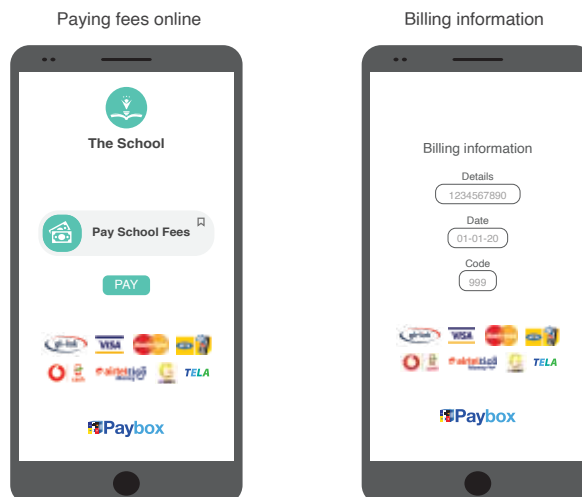 Paying fees online
The School
Pay School Fees
PAY
VISA
TELA
Paybox
Billing information
Billing information
Details
1234567890
Date
01-01-20
Code
999
VISA
TELA
Paybox